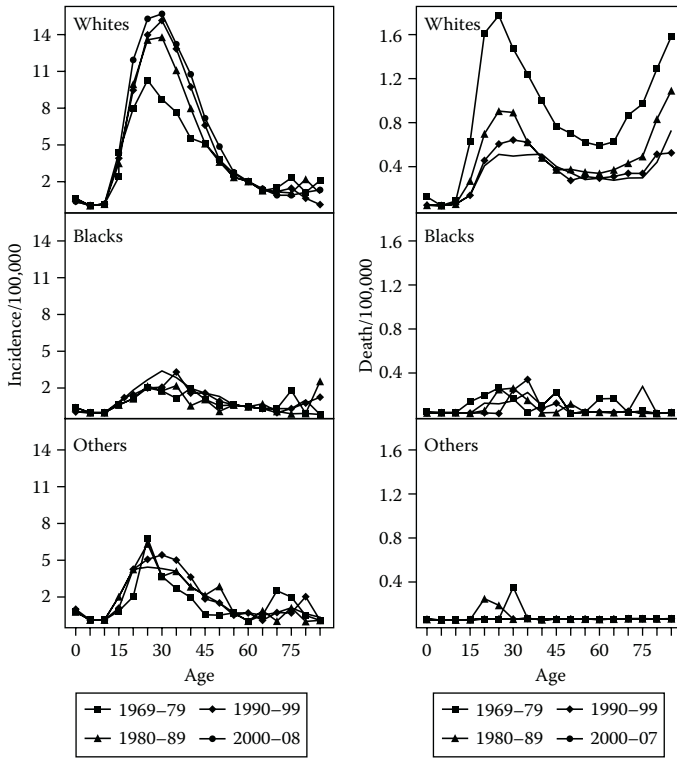 Whites
14
11
8
5
2
Blacks
14
11
8
5
2
Others
14
11
8
5
2
Incidence/100,000
0 15 30 45 60 75
Age
1969–79 1990–99
1980–89 2000–08
Whites
1.6
1.2
0.8
0.4
Blacks
1.6
1.2
0.8
0.4
Others
1.6
1.2
0.8
0.4
Death/100,000
0 15 30 45 60 75
Age
1969–79 1990–99
1980–89 2000–07